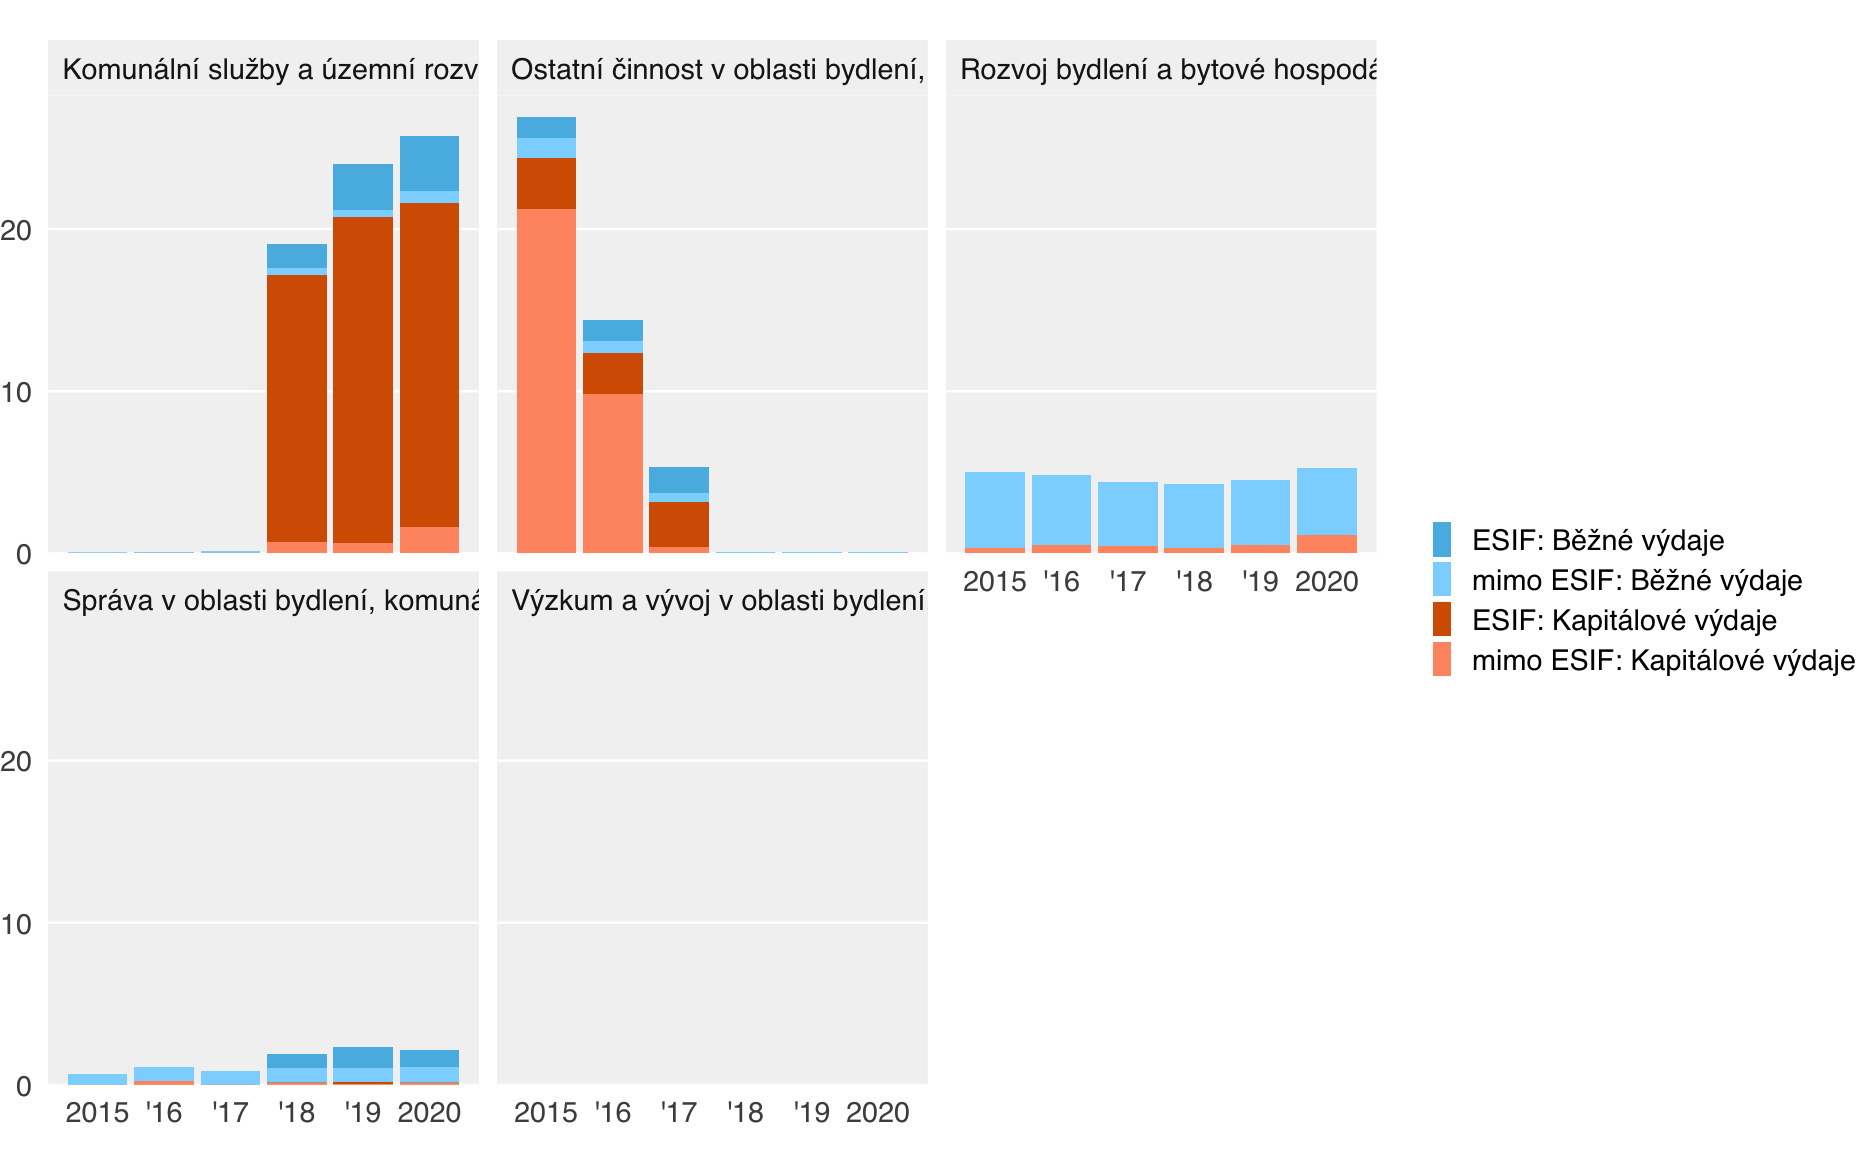 Komunální služby a územní rozv
Ostatní činnost v oblasti bydlení,
Rozvoj bydlení a bytové hospodá
20
10
0
2015 '16 '17 '18 '19 2020
Správa v oblasti bydlení, komuná
Výzkum a vývoj v oblasti bydlení
20
10
0
2015 '16 '17 '18 '19 2020
2015 '16 '17 '18 '19 2020
ESIF: Běžné výdaje
mimo ESIF: Běžné výdaje
ESIF: Kapitálové výdaje
mimo ESIF: Kapitálové výdaje